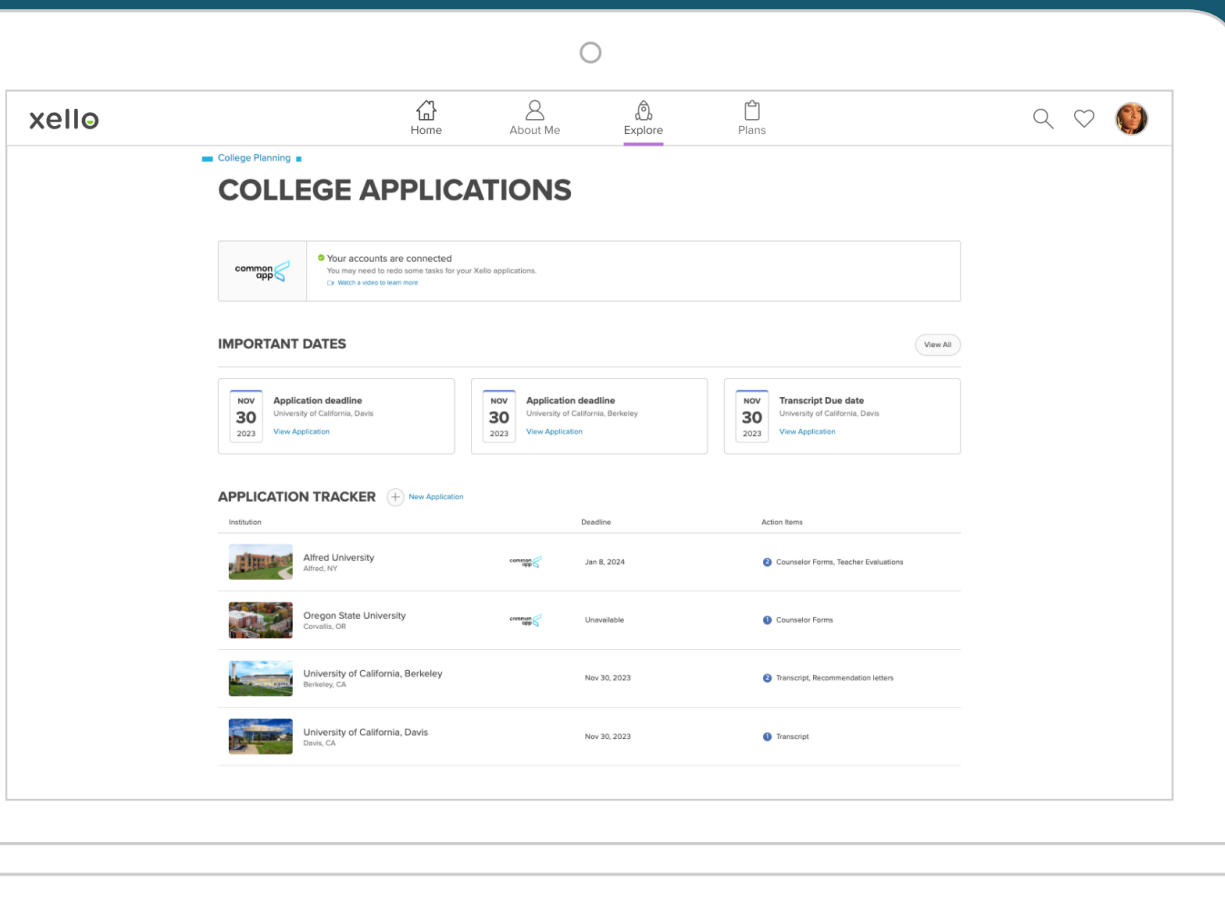 xello
Home
About Me
Explore
Plans
College Planning
COLLEGE APPLICATIONS
common app
Your accounts are connected
You may need to redo some tasks for your Xello applications.
Watch a video to learn more
IMPORTANT DATES
View All
NOV
30
2023
Application deadline
University of California, Davis
View Application
NOV
30
2023
Application deadline
University of California, Berkeley
View Application
NOV
30
2023
Transcript Due date
University of California, Davis
View Application
APPLICATION TRACKER
+ New Application
Institution
Deadline
Action Items
Alfred University
Alfred, NY
common app
Jan 8, 2024
2 Counselor Forms, Teacher Evaluations
Oregon State University
Corvallis, OR
common app
Unavailable
1 Counselor Forms
University of California, Berkeley
Berkeley, CA
Nov 30, 2023
2 Transcript, Recommendation letters
University of California, Davis
Davis, CA
Nov 30, 2023
1 Transcript